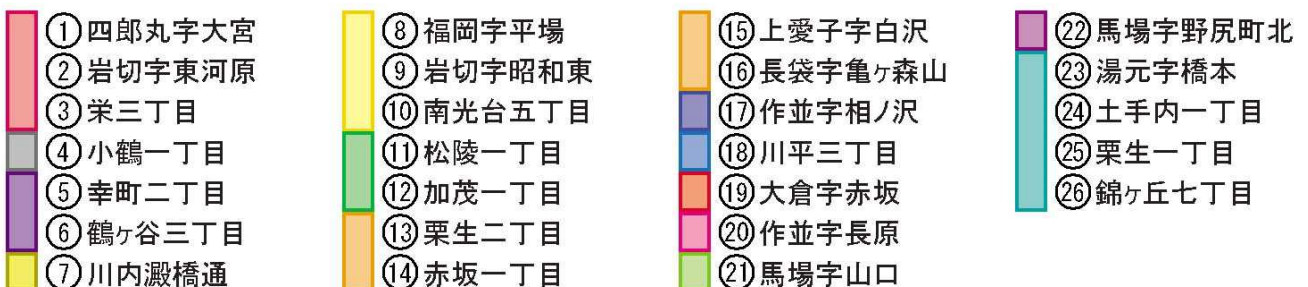 ①四郎丸字大宮
②岩切字東河原
③栄三丁目
④小鶴一丁目
⑤幸町二丁目
⑥鶴ヶ谷三丁目
⑦川内澱橋通
⑧福岡字平場
⑨岩切字昭和東
⑩南光台五丁目
⑪松陵一丁目
⑫加茂一丁目
⑬栗生二丁目
⑭赤坂一丁目
⑮上愛子字白沢
⑯長袋字亀ヶ森山
⑰作並字相ノ沢
⑱川平三丁目
⑲大倉字赤坂
⑳作並字長原
㉑馬場字山口
㉒馬場字野尻町北
㉓湯元字橋本
㉔土手内一丁目
㉕栗生一丁目
㉖錦ヶ丘七丁目